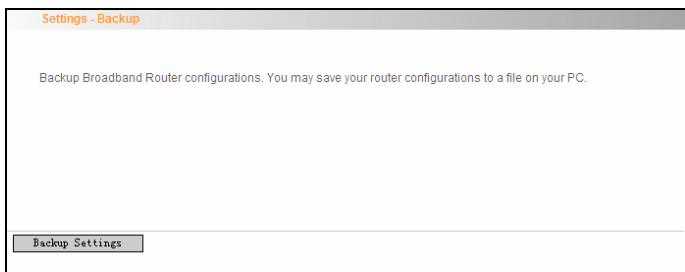 Settings - Backup
Backup Broadband Router configurations. You may save your router configurations to a file on your PC.
Backup Settings